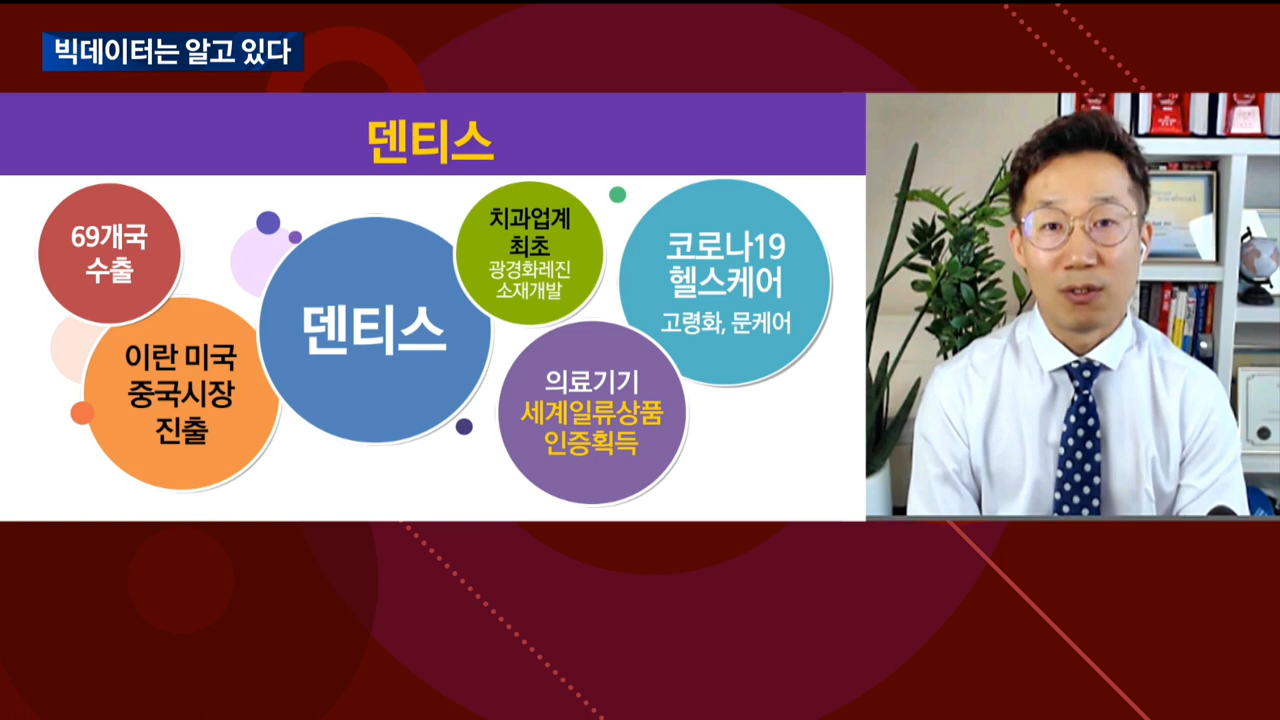 빅데이터는 알고 있다
덴티스
69개국
수출
이란 미국
중국시장
진출
덴티스
치과업계
최초
광경화레진
소재개발
코로나19
헬스케어
고령화, 문케어
의료기기
세계일류상품
인증획득